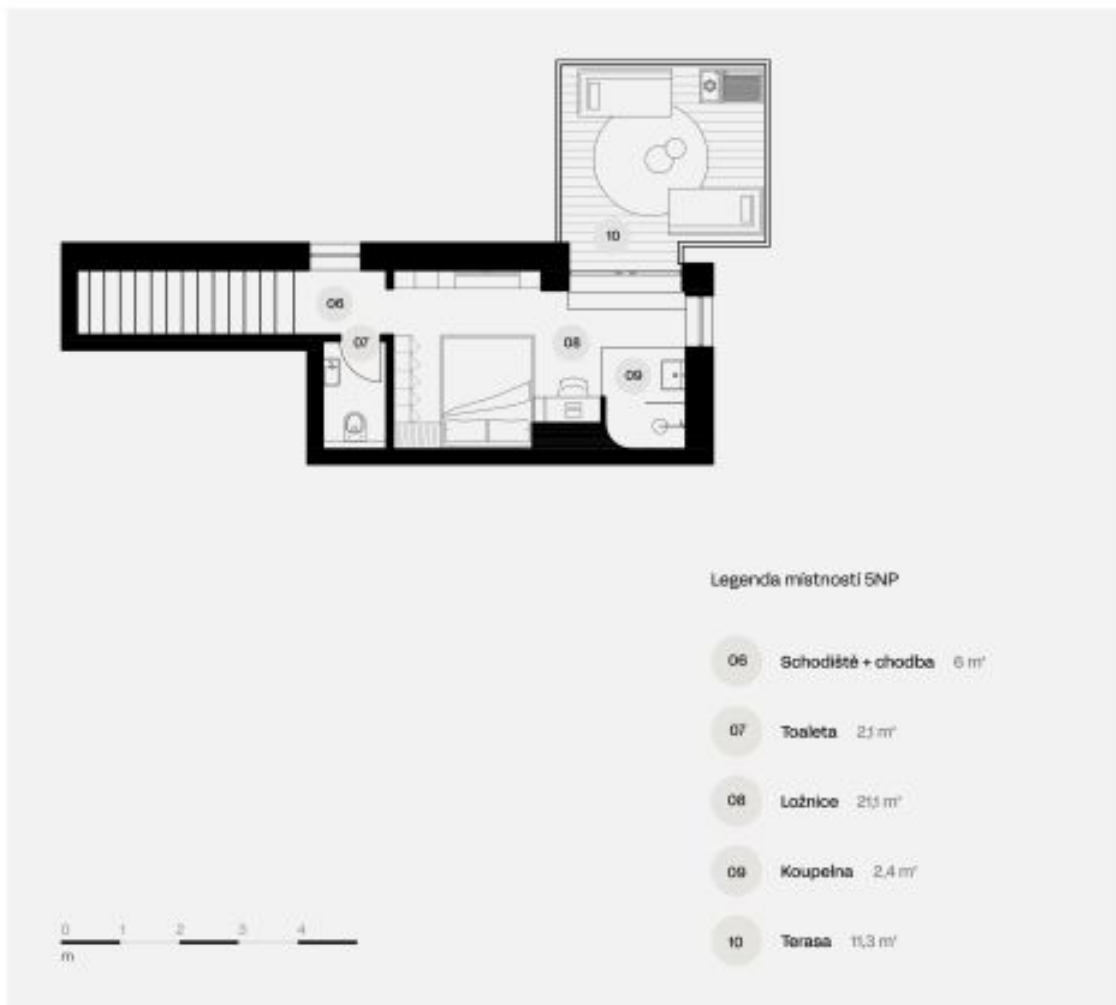 10
06
07
08
09
Legenda místností 5NP
06 Schodiště + chodba 6 m²
07 Toaleta 2,1 m²
08 Ložnice 21,1 m²
09 Koupelna 2,4 m²
10 Terasa 11,3 m²
0 1 2 3 4
m